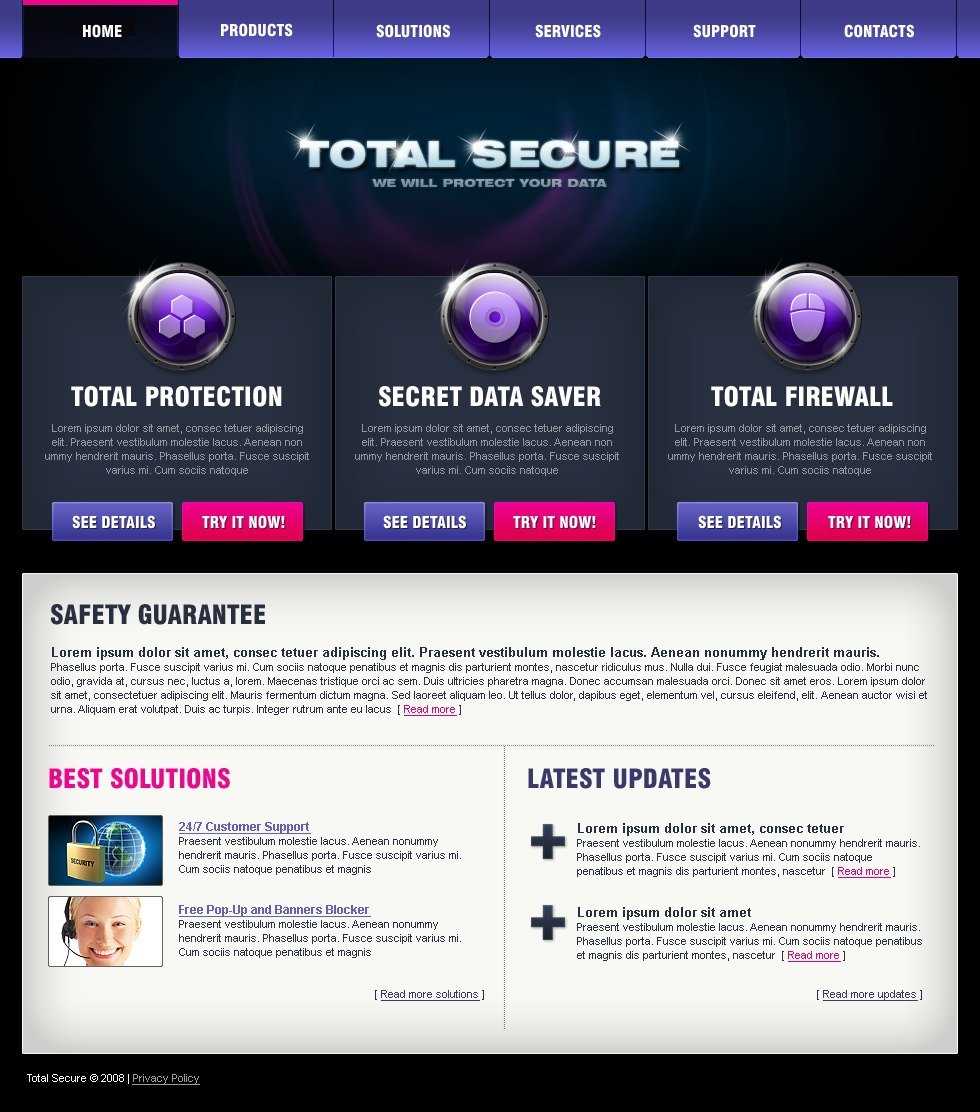 HOME
PRODUCTS
SOLUTIONS
SERVICES
SUPPORT
CONTACTS
TOTAL SECURE
WE WILL PROTECT YOUR DATA
TOTAL PROTECTION
Lorem ipsum dolor sit amet, consec tetuer adipiscing
elit. Praesent vestibulum molestie lacus. Aenean non
ummy hendrerit mauris. Phasellus porta. Fusce suscipit
varius mi. Cum sociis natoque
SEE DETAILS
TRY IT NOW!
SECRET DATA SAVER
Lorem ipsum dolor sit amet, consec tetuer adipiscing
elit. Praesent vestibulum molestie lacus. Aenean non
ummy hendrerit mauris. Phasellus porta. Fusce suscipit
varius mi. Cum sociis natoque
SEE DETAILS
TRY IT NOW!
TOTAL FIREWALL
Lorem ipsum dolor sit amet, consec tetuer adipiscing
elit. Praesent vestibulum molestie lacus. Aenean non
ummy hendrerit mauris. Phasellus porta. Fusce suscipit
varius mi. Cum sociis natoque
SEE DETAILS
TRY IT NOW!
SAFETY GUARANTEE
Lorem ipsum dolor sit amet, consec tetuer adipiscing elit. Praesent vestibulum molestie lacus. Aenean nonummy hendrerit mauris.
Phasellus porta. Fusce suscipit varius mi. Cum sociis natoque penatibus et magnis dis parturient montes, nascetur ridiculus mus. Nulla dui. Fusce feugiat malesuada odio. Morbi nunc
odio, gravida at, cursus nec, luctus a, lorem. Maecenas tristique orci ac sem. Duis ultricies pharetra magna. Donec accumsan malesuada orci. Donec sit amet eros. Lorem ipsum dolor
sit amet, consectetuer adipiscing elit. Mauris fermentum dictum magna. Sed laoreet aliquam leo. Ut tellus dolor, dapibus eget, elementum vel, cursus eleifend, elit. Aenean auctor wisi et
urna. Aliquam erat volutpat. Duis ac turpis. Integer rutrum ante eu lacus [ Read more ]
BEST SOLUTIONS
SECURITY
24/7 Customer Support
Praesent vestibulum molestie lacus. Aenean nonummy
hendrerit mauris. Phasellus porta. Fusce suscipit varius mi.
Cum sociis natoque penatibus et magnis
Free Pop-Up and Banners Blocker
Praesent vestibulum molestie lacus. Aenean nonummy
hendrerit mauris. Phasellus porta. Fusce suscipit varius mi.
Cum sociis natoque penatibus et magnis
[ Read more solutions ]
LATEST UPDATES
Lorem ipsum dolor sit amet, consec tetuer
Praesent vestibulum molestie lacus. Aenean nonummy hendrerit mauris.
Phasellus porta. Fusce suscipit varius mi. Cum sociis natoque
penatibus et magnis dis parturient montes, nascetur [ Read more ]
Lorem ipsum dolor sit amet
Praesent vestibulum molestie lacus. Aenean nonummy hendrerit mauris.
Phasellus porta. Fusce suscipit varius mi. Cum sociis natoque penatibus
et magnis dis parturient montes, nascetur [ Read more ]
[ Read more updates ]
Total Secure © 2008 | Privacy Policy